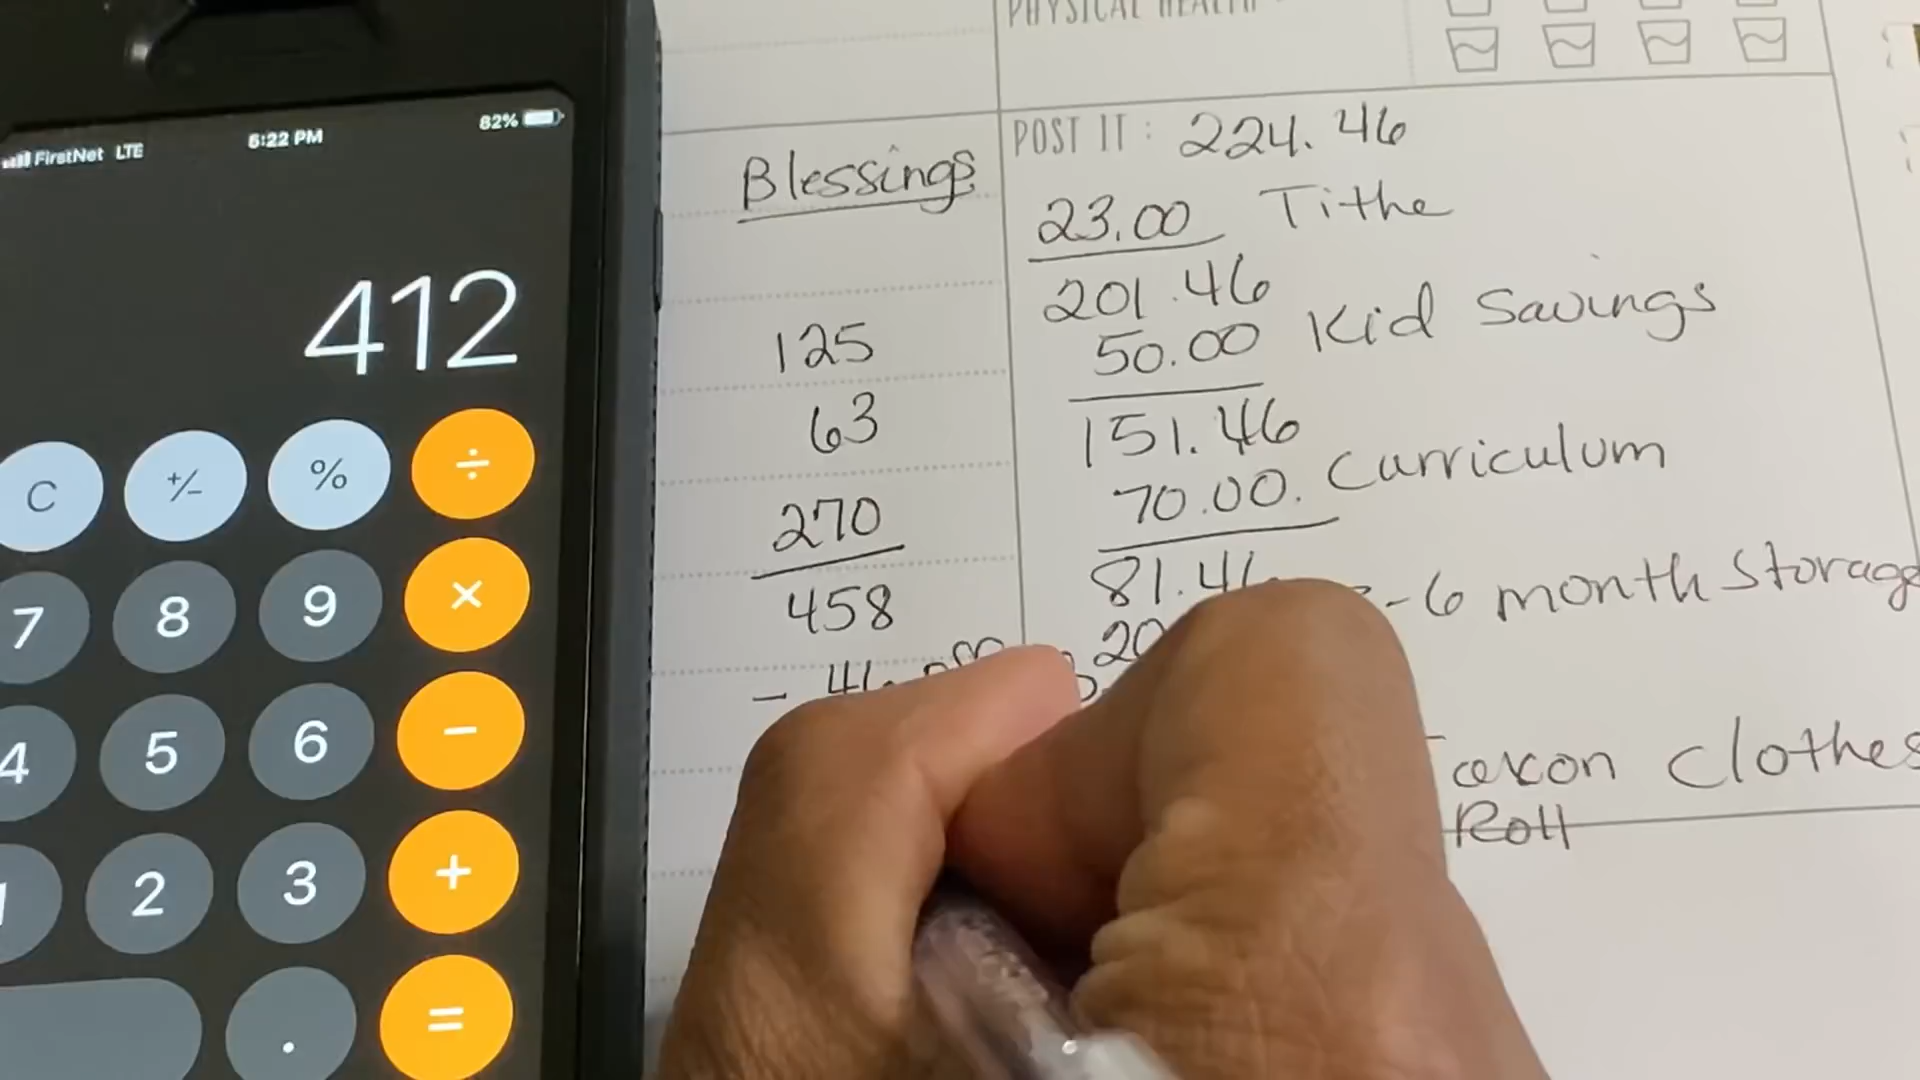 FirstNet LTE 6:22 PM 82%
412
C +/- % ÷
7 8 9 ×
4 5 6 −
1 2 3 +
. =
PHYSICAL HEALTH
Blessings
125
63
270
458
POST IT: 224.46
23.00 Tithe
201.46
50.00 Kid Savings
151.46
70.00. Curriculum
81.4
-6 month Storage
20
clothes
Roll